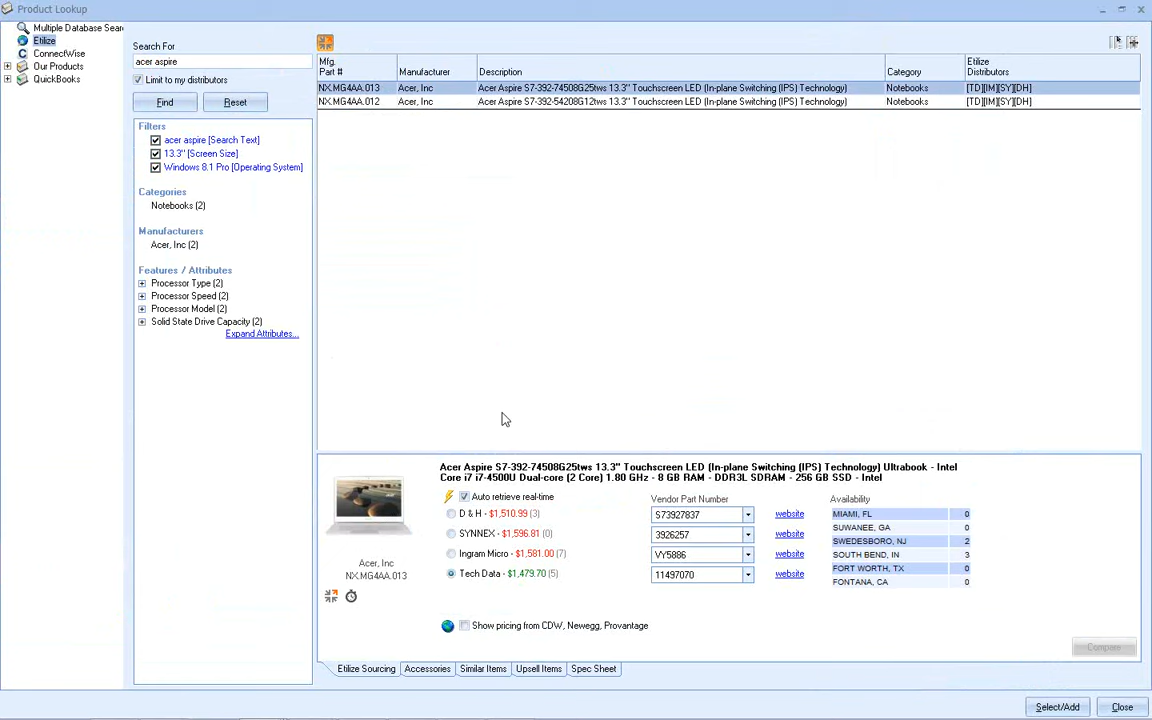 Product Lookup
Multiple Database Sear
Etilize
ConnectWise
Our Products
QuickBooks
Search For
acer aspire
Limit to my distributors
Find
Reset
Filters
acer aspire [Search Text]
13.3" [Screen Size]
Windows 8.1 Pro [Operating System]
Categories
Notebooks (2)
Manufacturers
Acer, Inc (2)
Features / Attributes
Processor Type (2)
Processor Speed (2)
Processor Model (2)
Solid State Drive Capacity (2)
Expand Attributes...
Mfg. Part # Manufacturer Description Category Etilize Distributors
NX.MG4AA.013 Acer, Inc Acer Aspire S7-392-74508G25tws 13.3" Touchscreen LED (In-plane Switching (IPS) Technology) Notebooks [TD][IM][SY][DH]
NX.MG4AA.012 Acer, Inc Acer Aspire S7-392-54208G12tws 13.3" Touchscreen LED (In-plane Switching (IPS) Technology) Notebooks [TD][IM][SY][DH]
Acer Aspire S7-392-74508G25tws 13.3" Touchscreen LED (In-plane Switching (IPS) Technology) Ultrabook - Intel
Core i7 i7-4500U Dual-core (2 Core) 1.80 GHz - 8 GB RAM - DDR3L SDRAM - 256 GB SSD - Intel
Acer, Inc
NX.MG4AA.013
Auto retrieve real-time Vendor Part Number Availability
D & H - $1,510.99 (3) S73927837 website
SYNNEX - $1,596.81 (0) 3926257 website
Ingram Micro - $1,581.00 (7) VY5886 website
Tech Data - $1,479.70 (5) 11497070 website
MIAMI, FL 0
SUWANEE, GA 0
SWEDESBORO, NJ 2
SOUTH BEND, IN 3
FORT WORTH, TX 0
FONTANA, CA 0
Show pricing from CDW, Newegg, Provantage
Compare
Etilize Sourcing Accessories Similar Items Upsell Items Spec Sheet
Select/Add Close